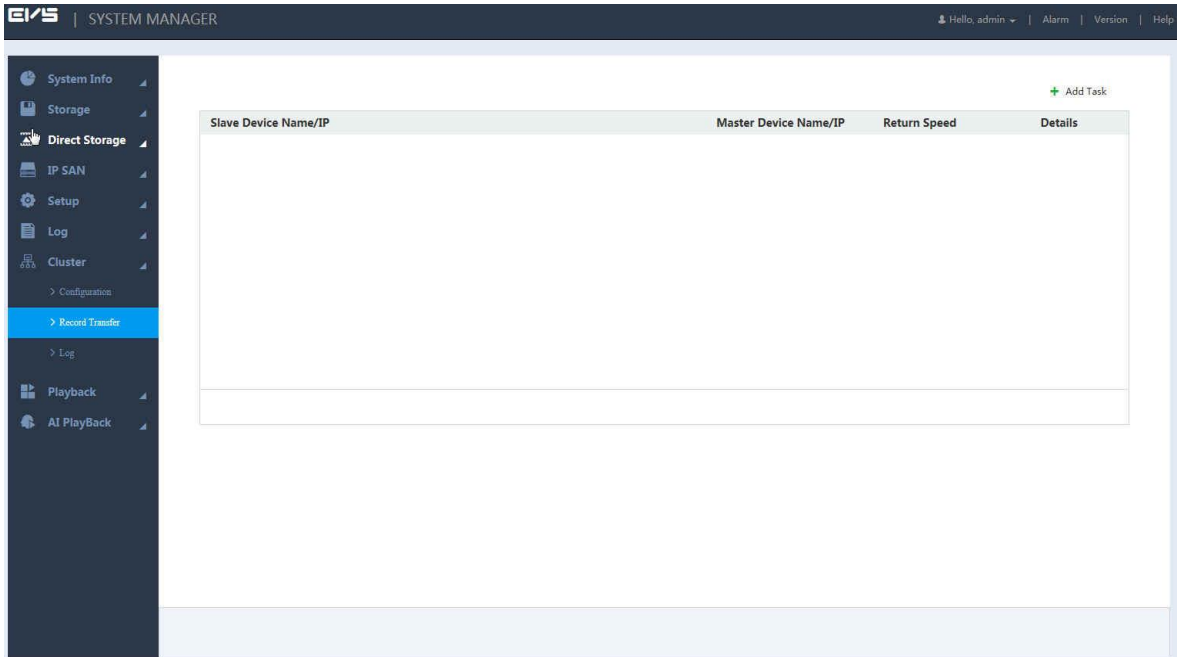 EVS | SYSTEM MANAGER
Hello, admin | Alarm | Version | Help
System Info
Storage
Direct Storage
IP SAN
Setup
Log
Cluster
> Configuration
> Record Transfer
> Log
Playback
AI PlayBack
+ Add Task
Slave Device Name/IP Master Device Name/IP Return Speed Details